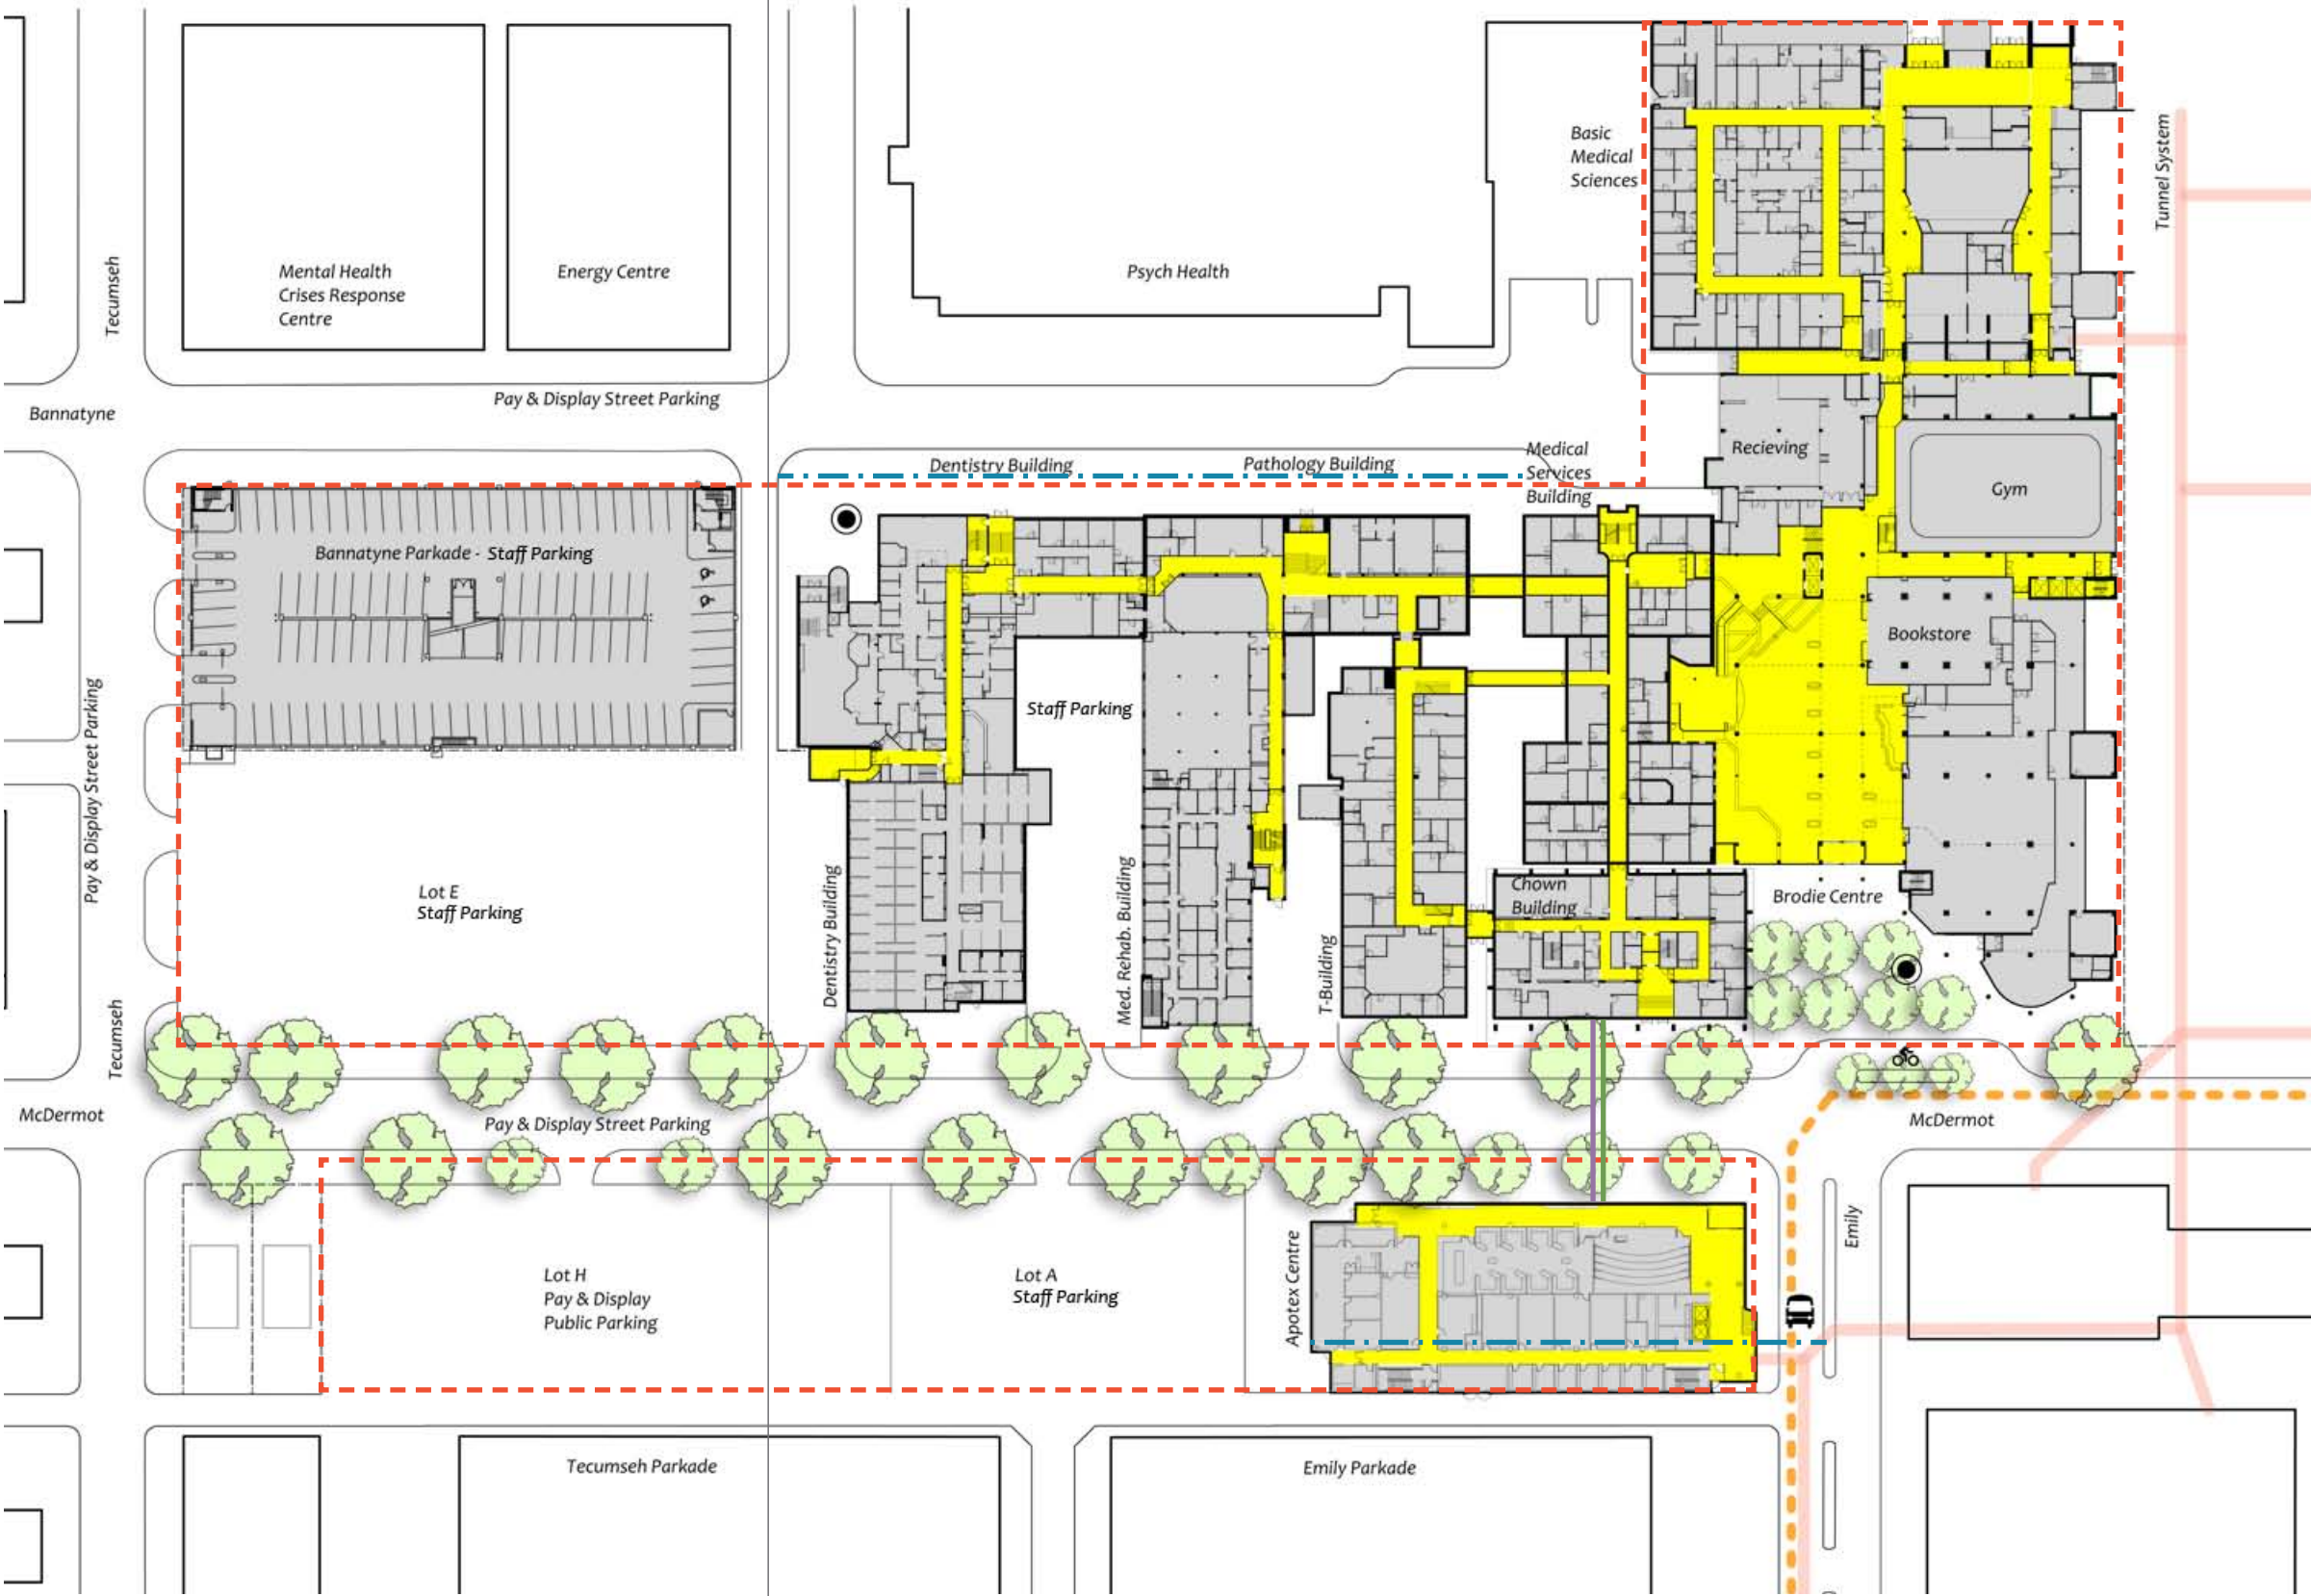 Basic
Medical
Sciences
Tunnel System
Tecumseh
Mental Health
Crises Response
Centre
Energy Centre
Psych Health
Bannatyne
Pay & Display Street Parking
Dentistry Building
Pathology Building
Medical
Services
Building
Recieving
Gym
Bannatyne Parkade - Staff Parking
Bookstore
Staff Parking
Pay & Display Street Parking
Lot E
Staff Parking
Dentistry Building
Med. Rehab. Building
T-Building
Chown
Building
Brodie Centre
Tecumseh
McDermot
Pay & Display Street Parking
McDermot
Emily
Apotex Centre
Lot H
Pay & Display
Public Parking
Lot A
Staff Parking
Tecumseh Parkade
Emily Parkade